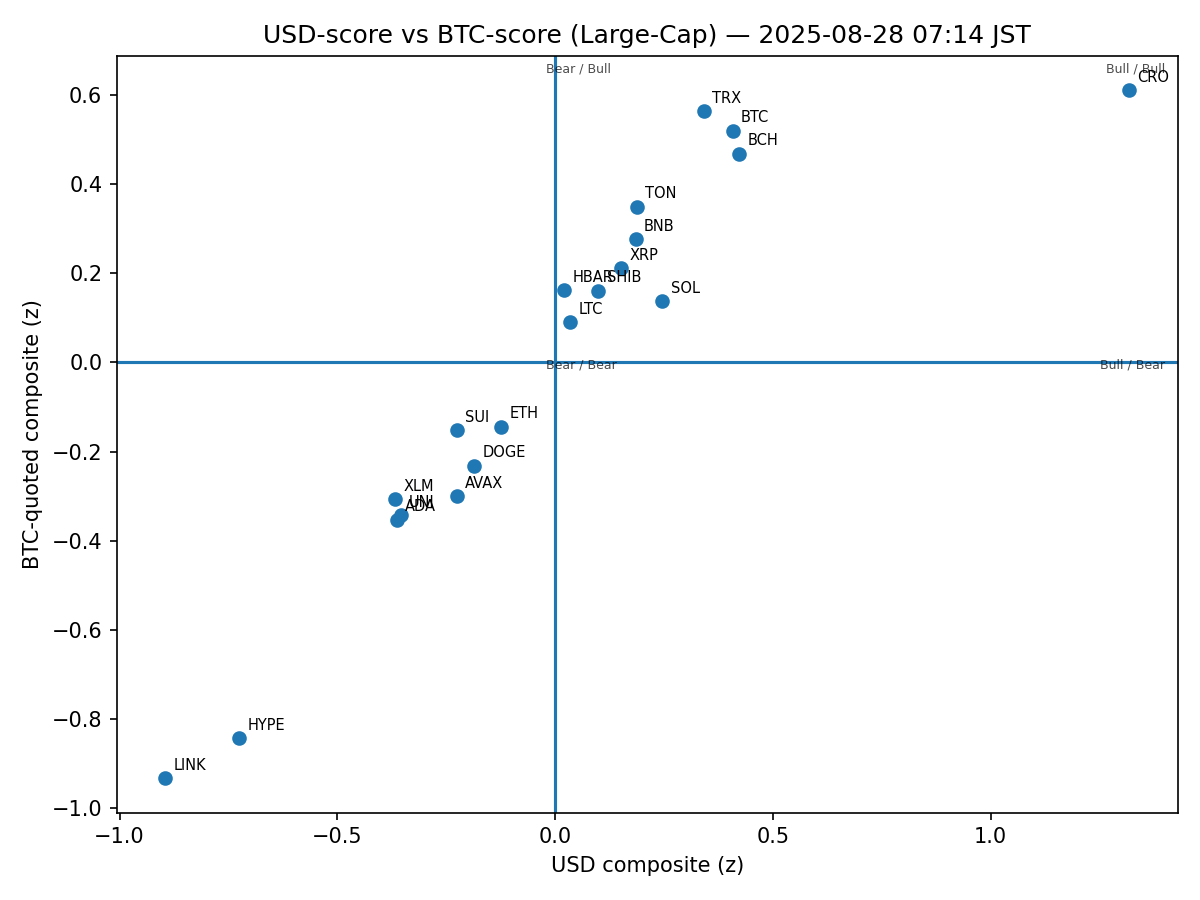 USD-score vs BTC-score (Large-Cap) — 2025-08-28 07:14 JST
Bear / Bull
Bull / Bull
CRO
TRX
BTC
BCH
TON
BNB
XRP
HBAR
SHIB
SOL
LTC
Bear / Bear
Bull / Bear
ETH
SUI
DOGE
AVAX
XLM
UNI
ADA
HYPE
LINK
0.6
0.4
0.2
0.0
−0.2
−0.4
−0.6
−0.8
−1.0
BTC-quoted composite (z)
−1.0
−0.5
0.0
0.5
1.0
USD composite (z)